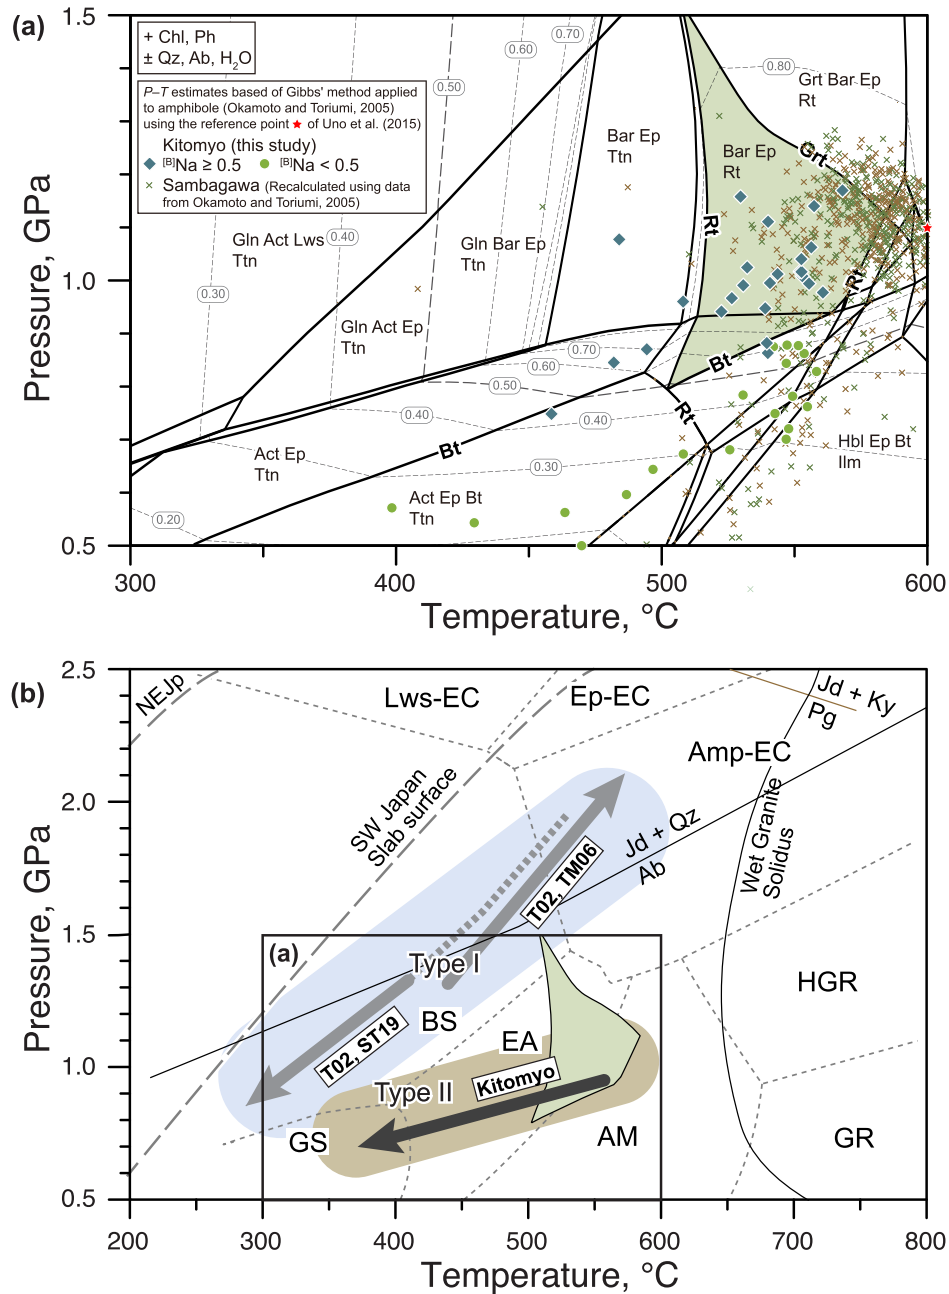 (a)
1.5
+ Chl, Ph
± Qz, Ab, H₂O
P–T estimates based of Gibbs' method applied
to amphibole (Okamoto and Toriumi, 2005)
using the reference point ★ of Uno et al. (2015)
Kitomyo (this study)
[B]Na ≥ 0.5 [B]Na < 0.5
× Sambagawa (Recalculated using data
from Okamoto and Toriumi, 2005)
0.50
0.60
0.70
0.80
Grt Bar Ep
Rt
Bar Ep
Ttn
Bar Ep
Rt
Grt
Rt
Gln Act Lws
Ttn
0.40
Gln Bar Ep
Ttn
0.30
Rt
1.0
Gln Act Ep
Ttn
0.70
0.60
0.50
Bt
0.40
0.40
Rt
Bt
Act Ep
Ttn
0.30
Hbl Ep Bt
Ilm
Act Ep Bt
Ttn
0.20
0.5
Pressure, GPa
300
400
500
600
Temperature, °C
(b)
2.5
NEJp
Lws-EC
Ep-EC
Jd + Ky
Pg
Amp-EC
SW Japan
Slab surface
2.0
Jd + Qz
Ab
Wet Granite
Solidus
T02, TM06
1.5
(a)
Type I
HGR
BS
T02, ST19
EA
1.0
Type II
Kitomyo
GS
AM
GR
0.5
Pressure, GPa
200
300
400
500
600
700
800
Temperature, °C